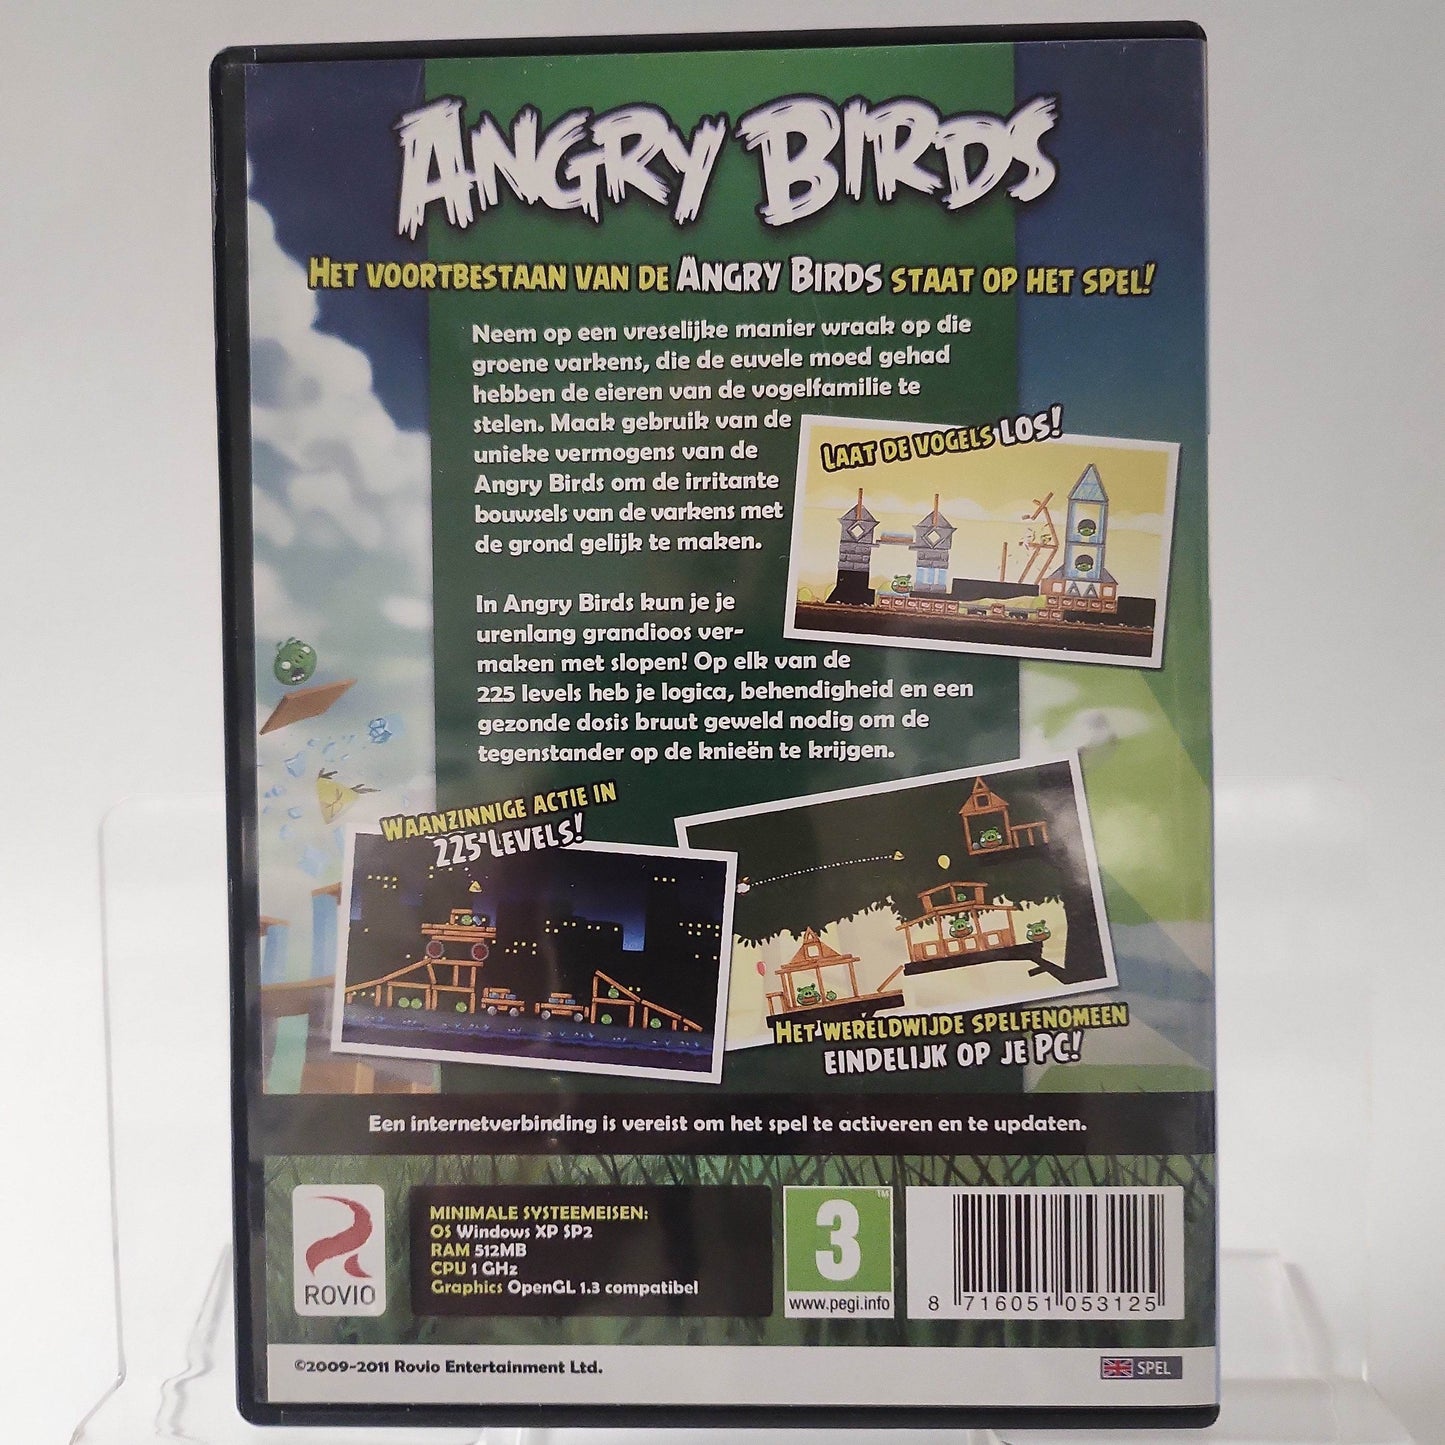 ANGRY BIRDS
HET VOORTBESTAAN VAN DE ANGRY BIRDS STAAT OP HET SPEL!
Neem op een vreselijke manier wraak op die
groene varkens, die de euvele moed gehad
hebben de eieren van de vogelfamilie te
stelen. Maak gebruik van de
unieke vermogens van de
Angry Birds om de irritante
bouwsels van de varkens met
de grond gelijk te maken.
LAAT DE VOGELS LOS!
In Angry Birds kun je je
urenlang grandioos ver-
maken met slopen! Op elk van de
225 levels heb je logica, behendigheid en een
gezonde dosis bruut geweld nodig om de
tegenstander op de knieën te krijgen.
WAANZINNIGE ACTIE IN
225 LEVELS!
HET WERELDWIJDE SPELFENOMEEN
EINDELIJK OP JE PC!
Een internetverbinding is vereist om het spel te activeren en te updaten.
ROVIO
MINIMALE SYSTEEMEISEN:
OS Windows XP SP2
RAM 512MB
CPU 1 GHz
Graphics OpenGL 1.3 compatibel
3
TM
www.pegi.info
8 716051 053125
©2009-2011 Rovio Entertainment Ltd.
SPEL